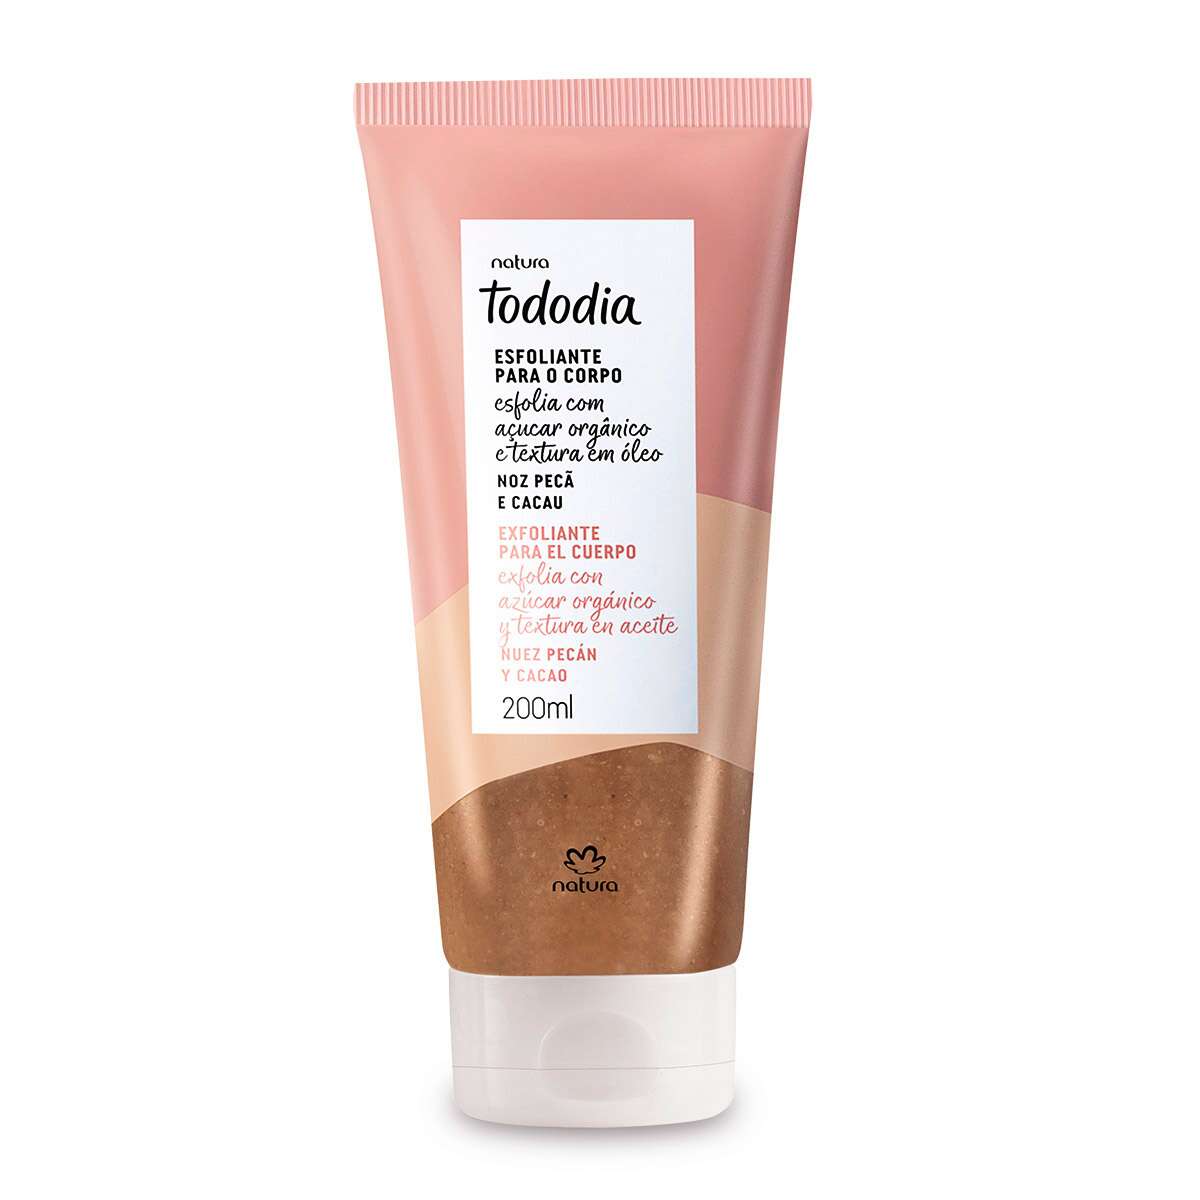 natura
Tododia
ESFOLIANTE
PARA O CORPO
esfolia com
açucar orgânico
e textura em óleo
NOZ PECÃ
E CACAU
EXFOLIANTE
PARA EL CUERPO
exfolia con
azúcar orgánico
y textura en aceite
NUEZ PECÁN
Y CACAO
200ml
natura